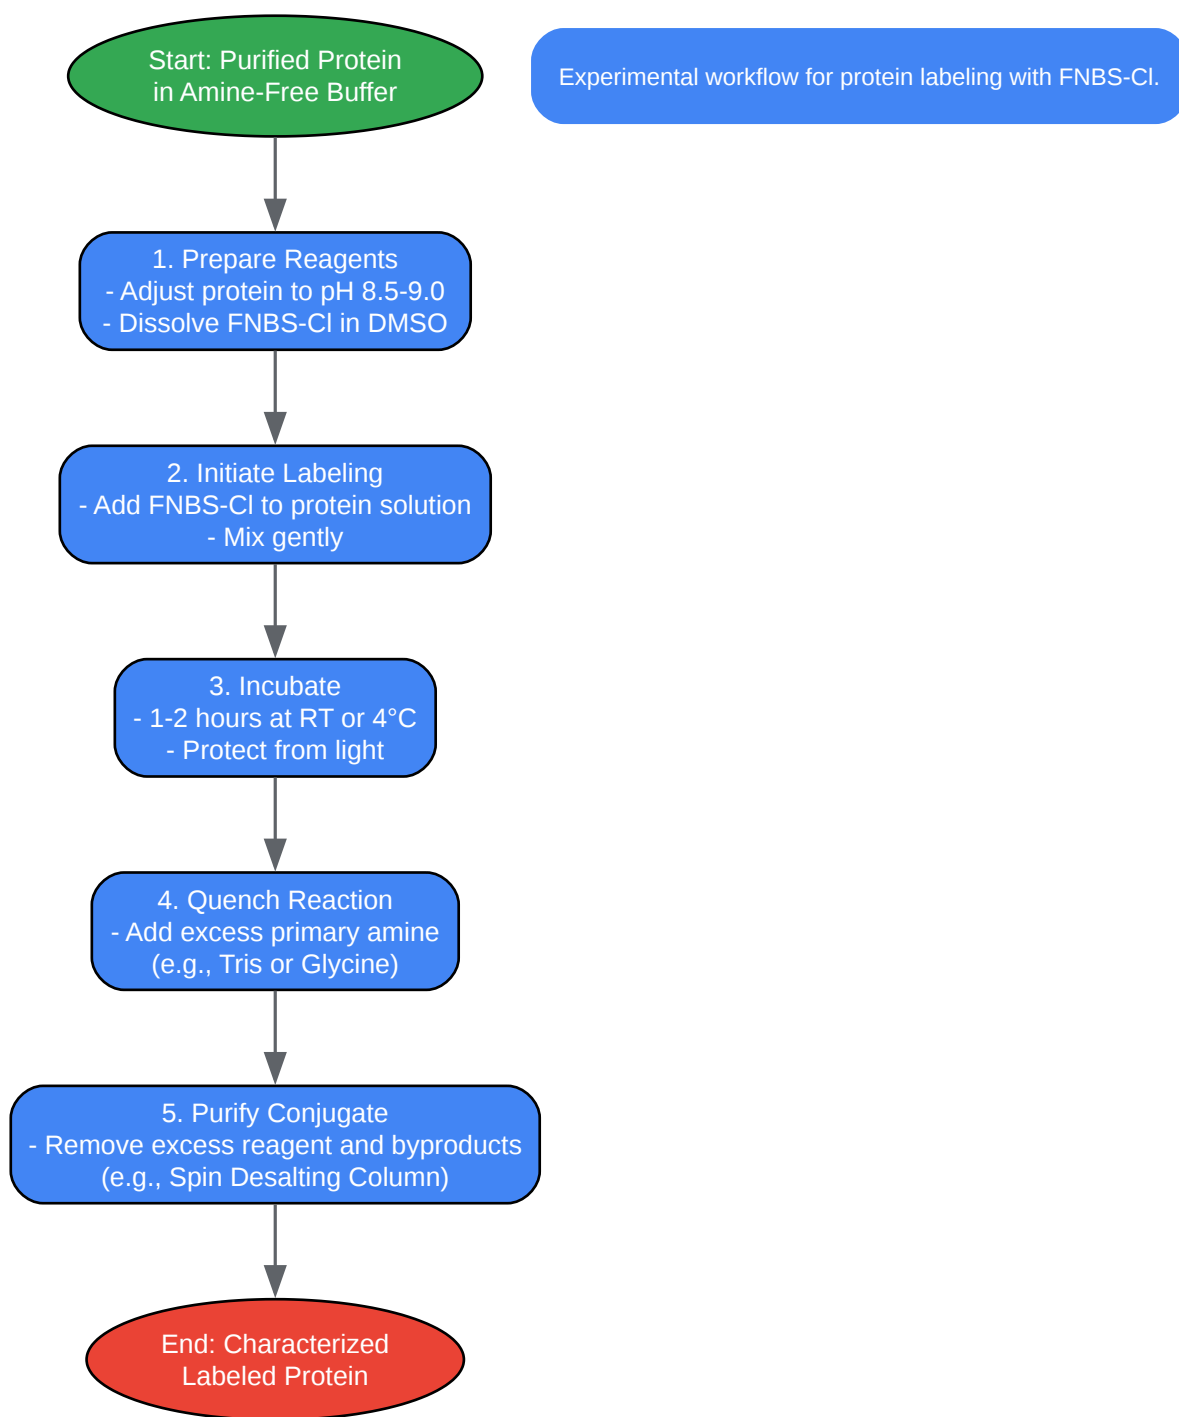 Start: Purified Protein
in Amine-Free Buffer
Experimental workflow for protein labeling with FNBS-Cl.
1. Prepare Reagents
- Adjust protein to pH 8.5-9.0
- Dissolve FNBS-Cl in DMSO
2. Initiate Labeling
- Add FNBS-Cl to protein solution
- Mix gently
3. Incubate
- 1-2 hours at RT or 4°C
- Protect from light
4. Quench Reaction
- Add excess primary amine
(e.g., Tris or Glycine)
5. Purify Conjugate
- Remove excess reagent and byproducts
(e.g., Spin Desalting Column)
End: Characterized
Labeled Protein